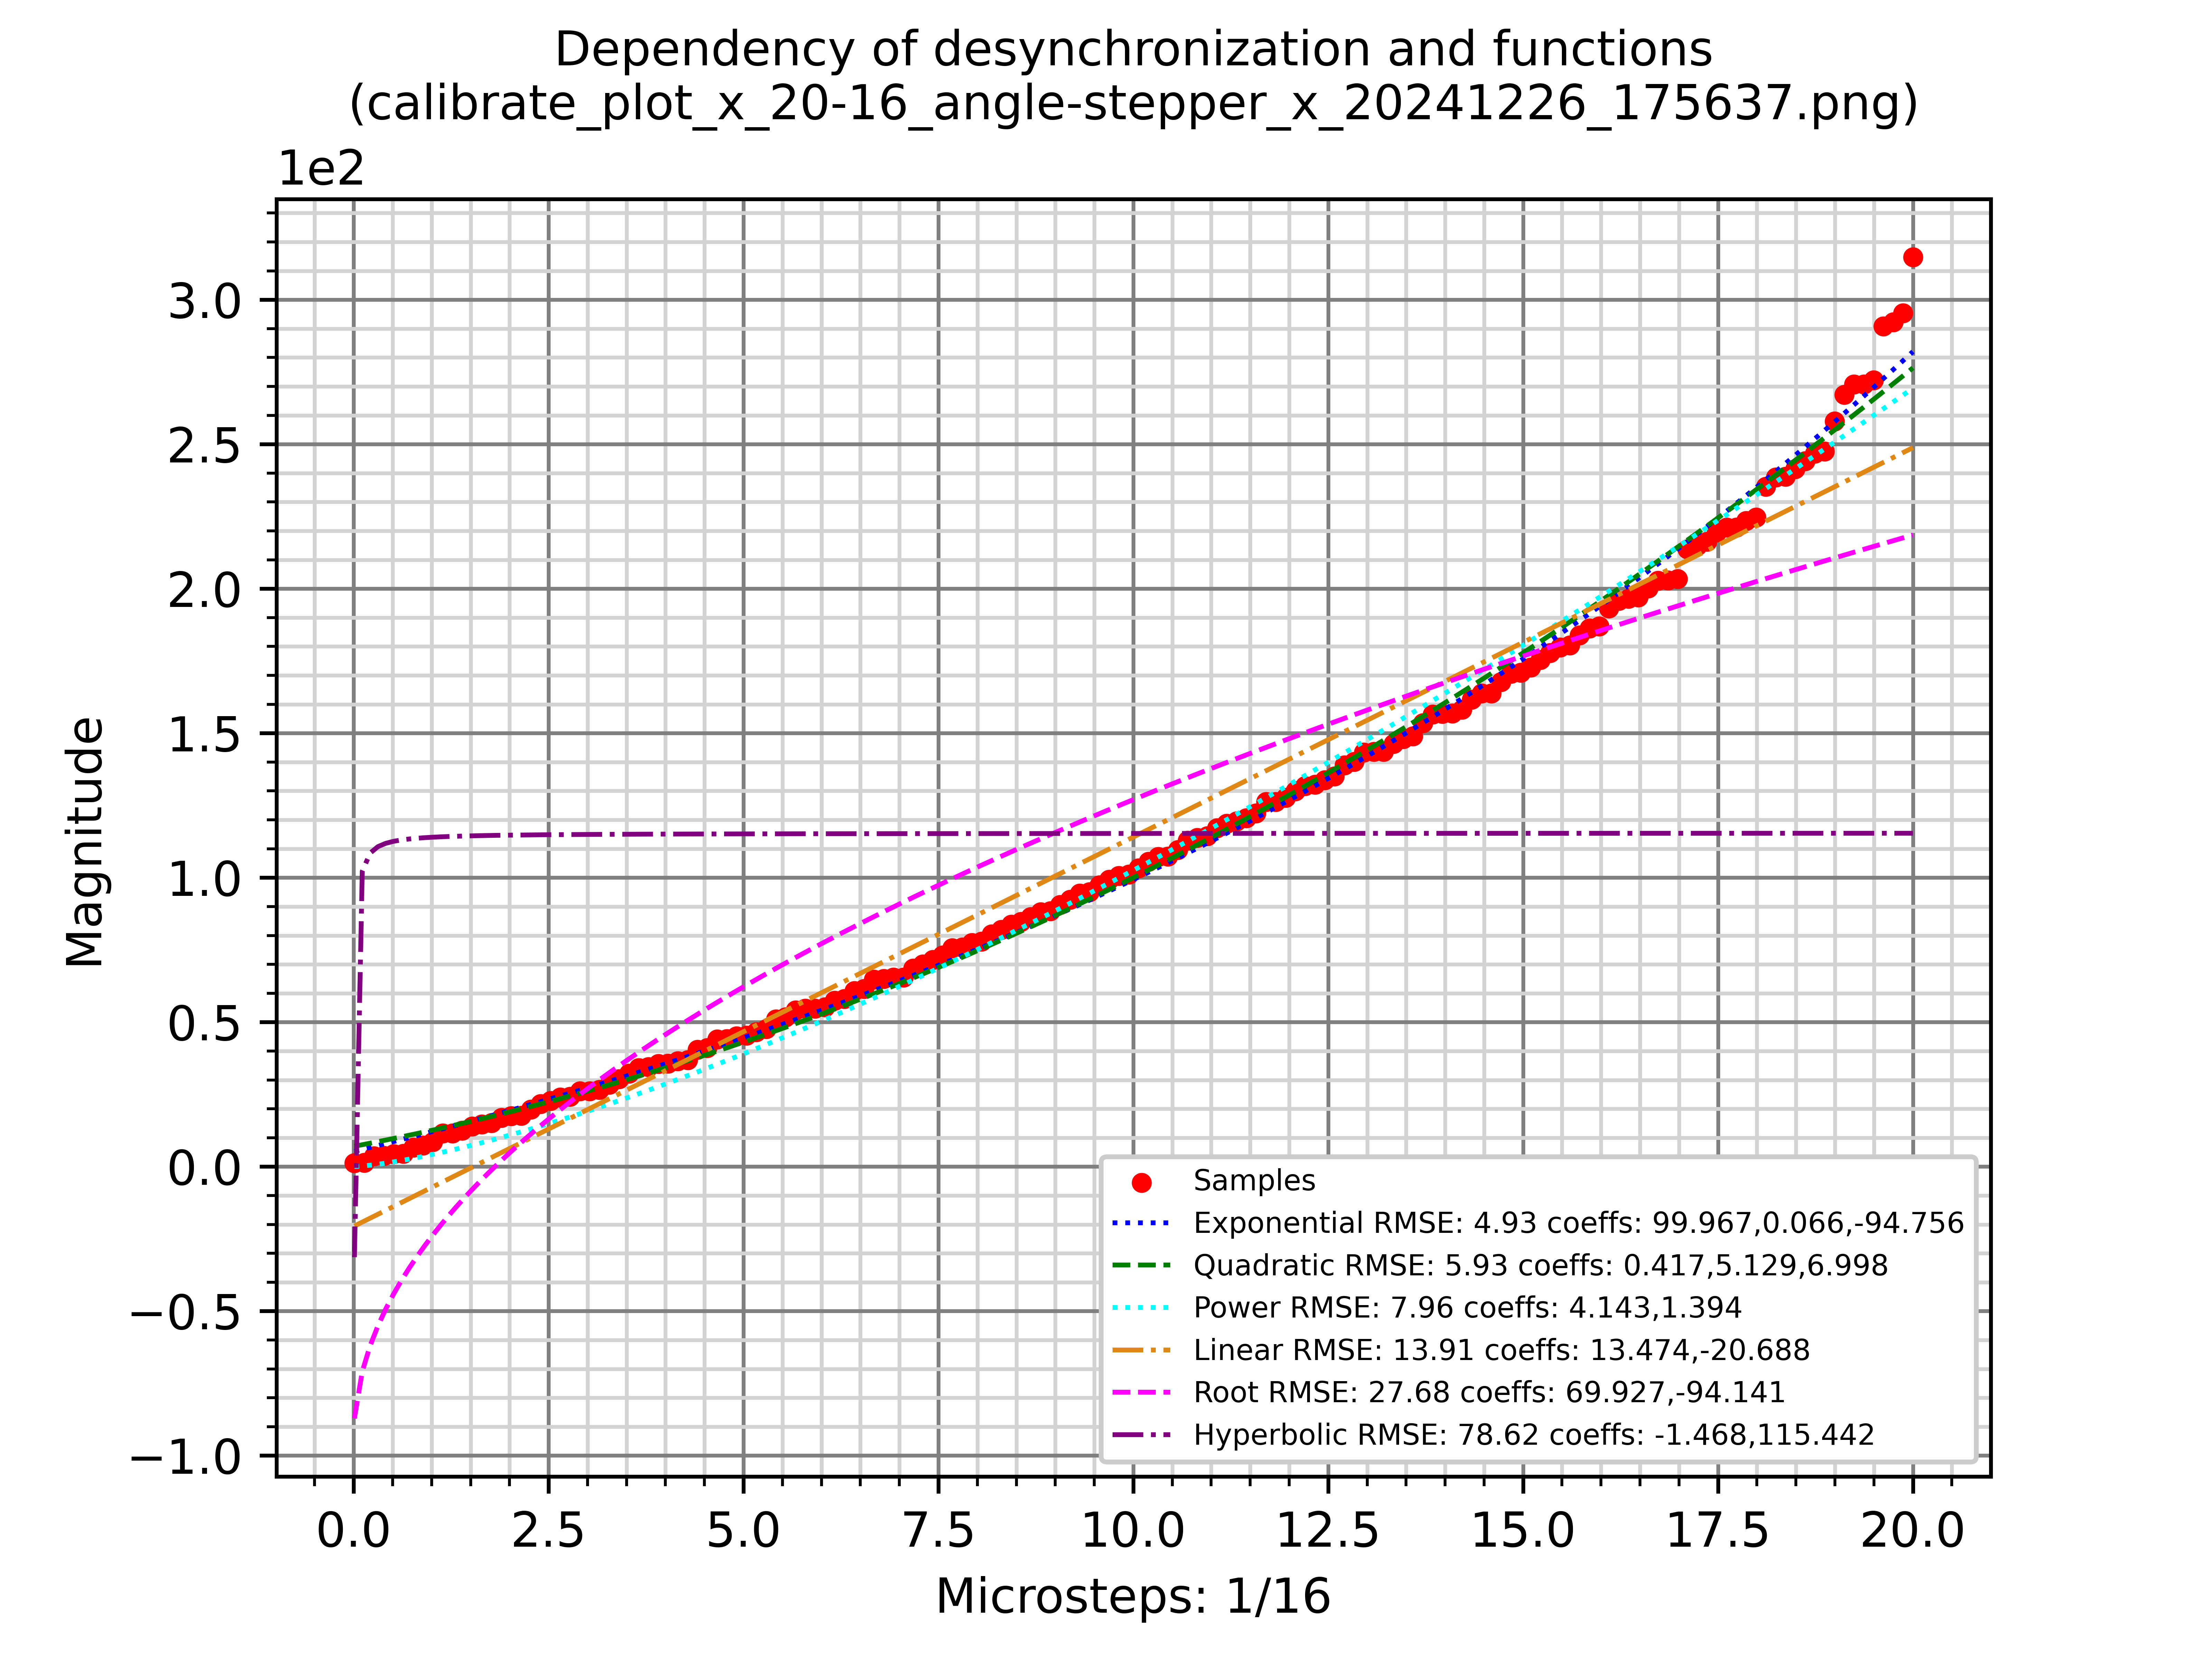 Dependency of desynchronization and functions
(calibrate_plot_x_20-16_angle-stepper_x_20241226_175637.png)
1e2
3.0
2.5
2.0
1.5
1.0
0.5
0.0
−0.5
−1.0
Magnitude
Samples
Exponential RMSE: 4.93 coeffs: 99.967,0.066,-94.756
Quadratic RMSE: 5.93 coeffs: 0.417,5.129,6.998
Power RMSE: 7.96 coeffs: 4.143,1.394
Linear RMSE: 13.91 coeffs: 13.474,-20.688
Root RMSE: 27.68 coeffs: 69.927,-94.141
Hyperbolic RMSE: 78.62 coeffs: -1.468,115.442
0.0 2.5 5.0 7.5 10.0 12.5 15.0 17.5 20.0
Microsteps: 1/16